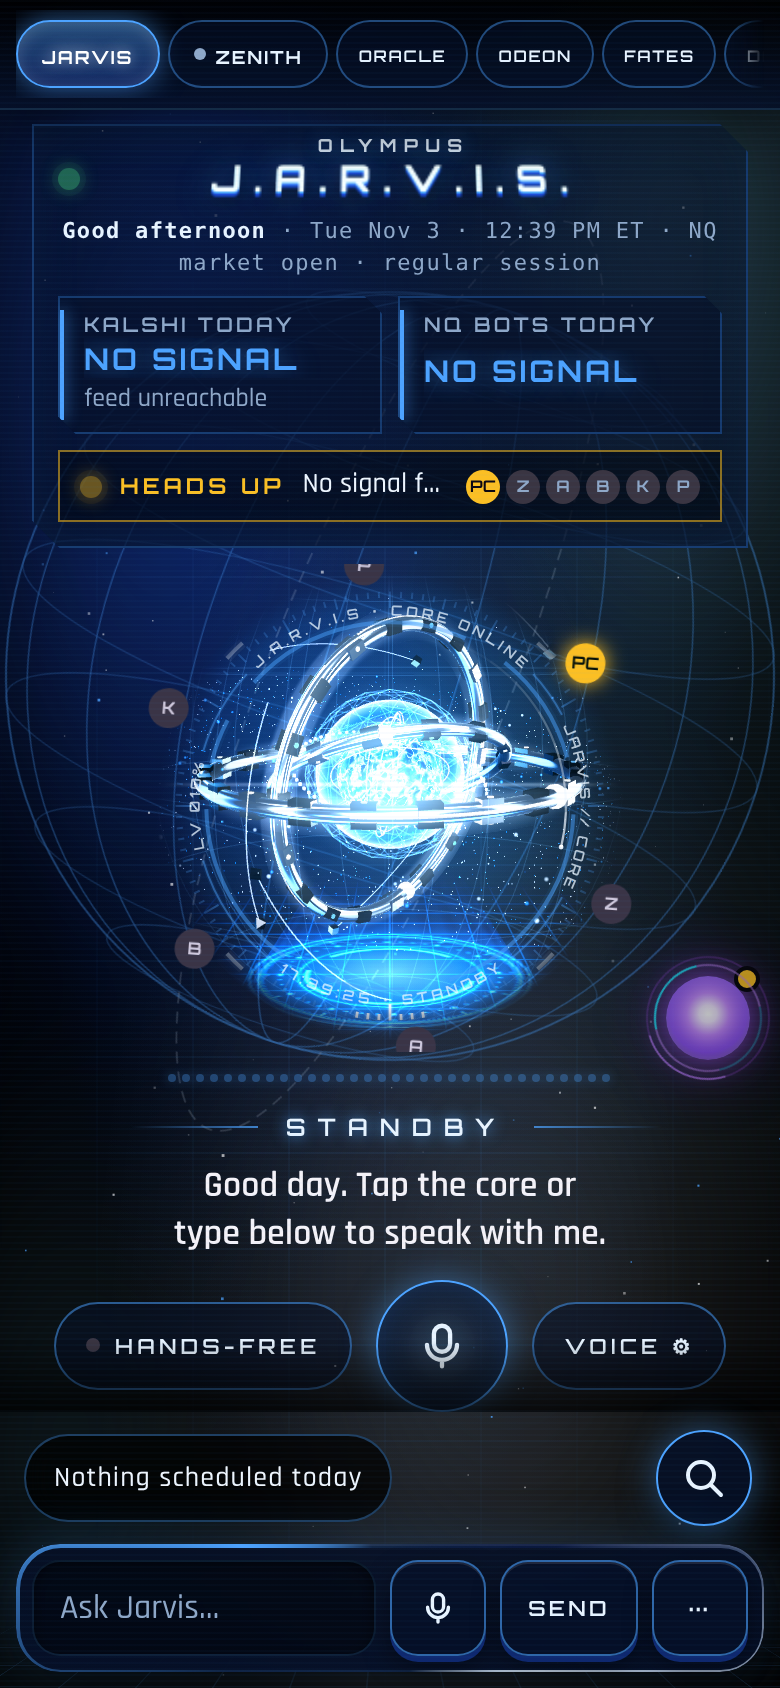 JARVIS
ZENITH
ORACLE
ODEON
FATES
OLYMPUS
J.A.R.V.I.S.
Good afternoon · Tue Nov 3 · 12:39 PM ET · NQ
market open · regular session
KALSHI TODAY
NO SIGNAL
feed unreachable
NQ BOTS TODAY
NO SIGNAL
HEADS UP No signal f... PC Z A B K P
J.A.R.V.I.S · CORE ONLINE
PC
K
JARVIS // CORE
Z
B
STANDBY
A
STANDBY
Good day. Tap the core or
type below to speak with me.
HANDS-FREE
VOICE ⚙
Nothing scheduled today
Ask Jarvis...
SEND
...